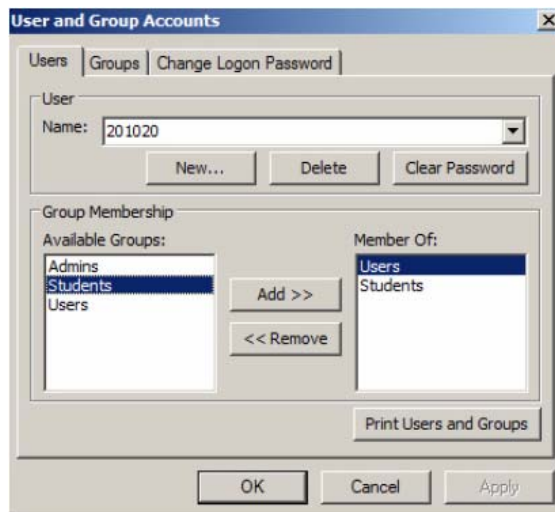 User and Group Accounts
Users Groups Change Logon Password
User
Name: 201020
New... Delete Clear Password
Group Membership
Available Groups: Member Of:
Admins Users
Students Students
Users
Add >>
<< Remove
Print Users and Groups
OK Cancel Apply